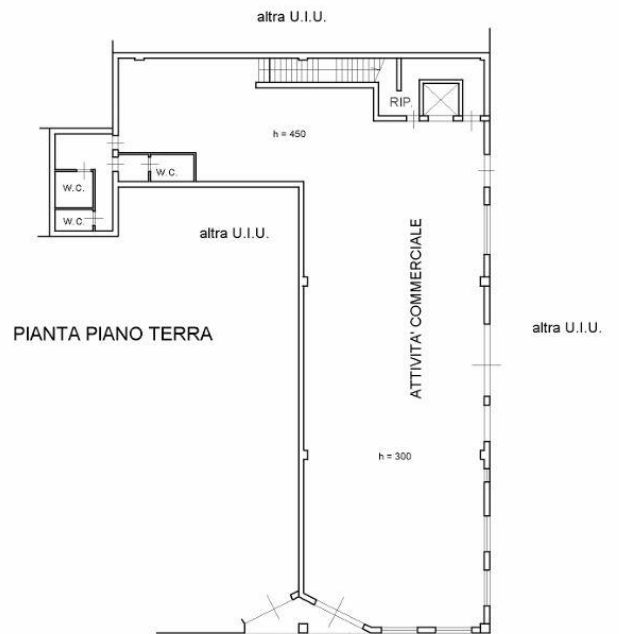 altra U.I.U.
RIP.
h = 450
W.C.
W.C.
W.C.
altra U.I.U.
ATTIVITA' COMMERCIALE
PIANTA PIANO TERRA
altra U.I.U.
h = 300